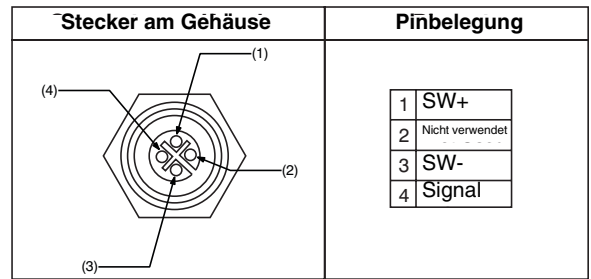 Stecker am Gehäuse
Pinbelegung
(1)
(4)
(2)
(3)
1 SW+
2 Nicht verwendet
3 SW-
4 Signal